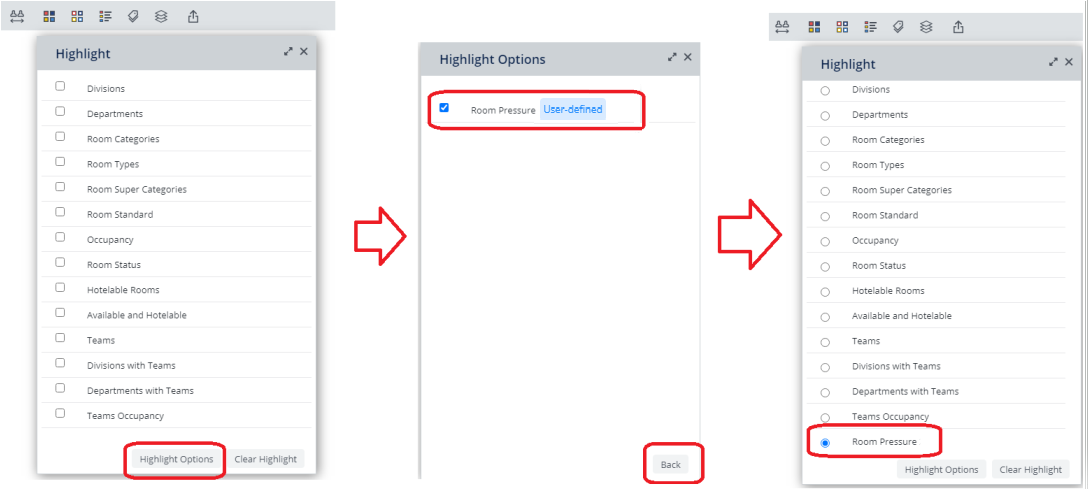 Highlight
Divisions
Departments
Room Categories
Room Types
Room Super Categories
Room Standard
Occupancy
Room Status
Hotelable Rooms
Available and Hotelable
Teams
Divisions with Teams
Departments with Teams
Teams Occupancy
Highlight Options Clear Highlight
Highlight Options
Room Pressure User-defined
Back
Highlight
Divisions
Departments
Room Categories
Room Types
Room Super Categories
Room Standard
Occupancy
Room Status
Hotelable Rooms
Available and Hotelable
Teams
Divisions with Teams
Departments with Teams
Teams Occupancy
Room Pressure
Highlight Options Clear Highlight